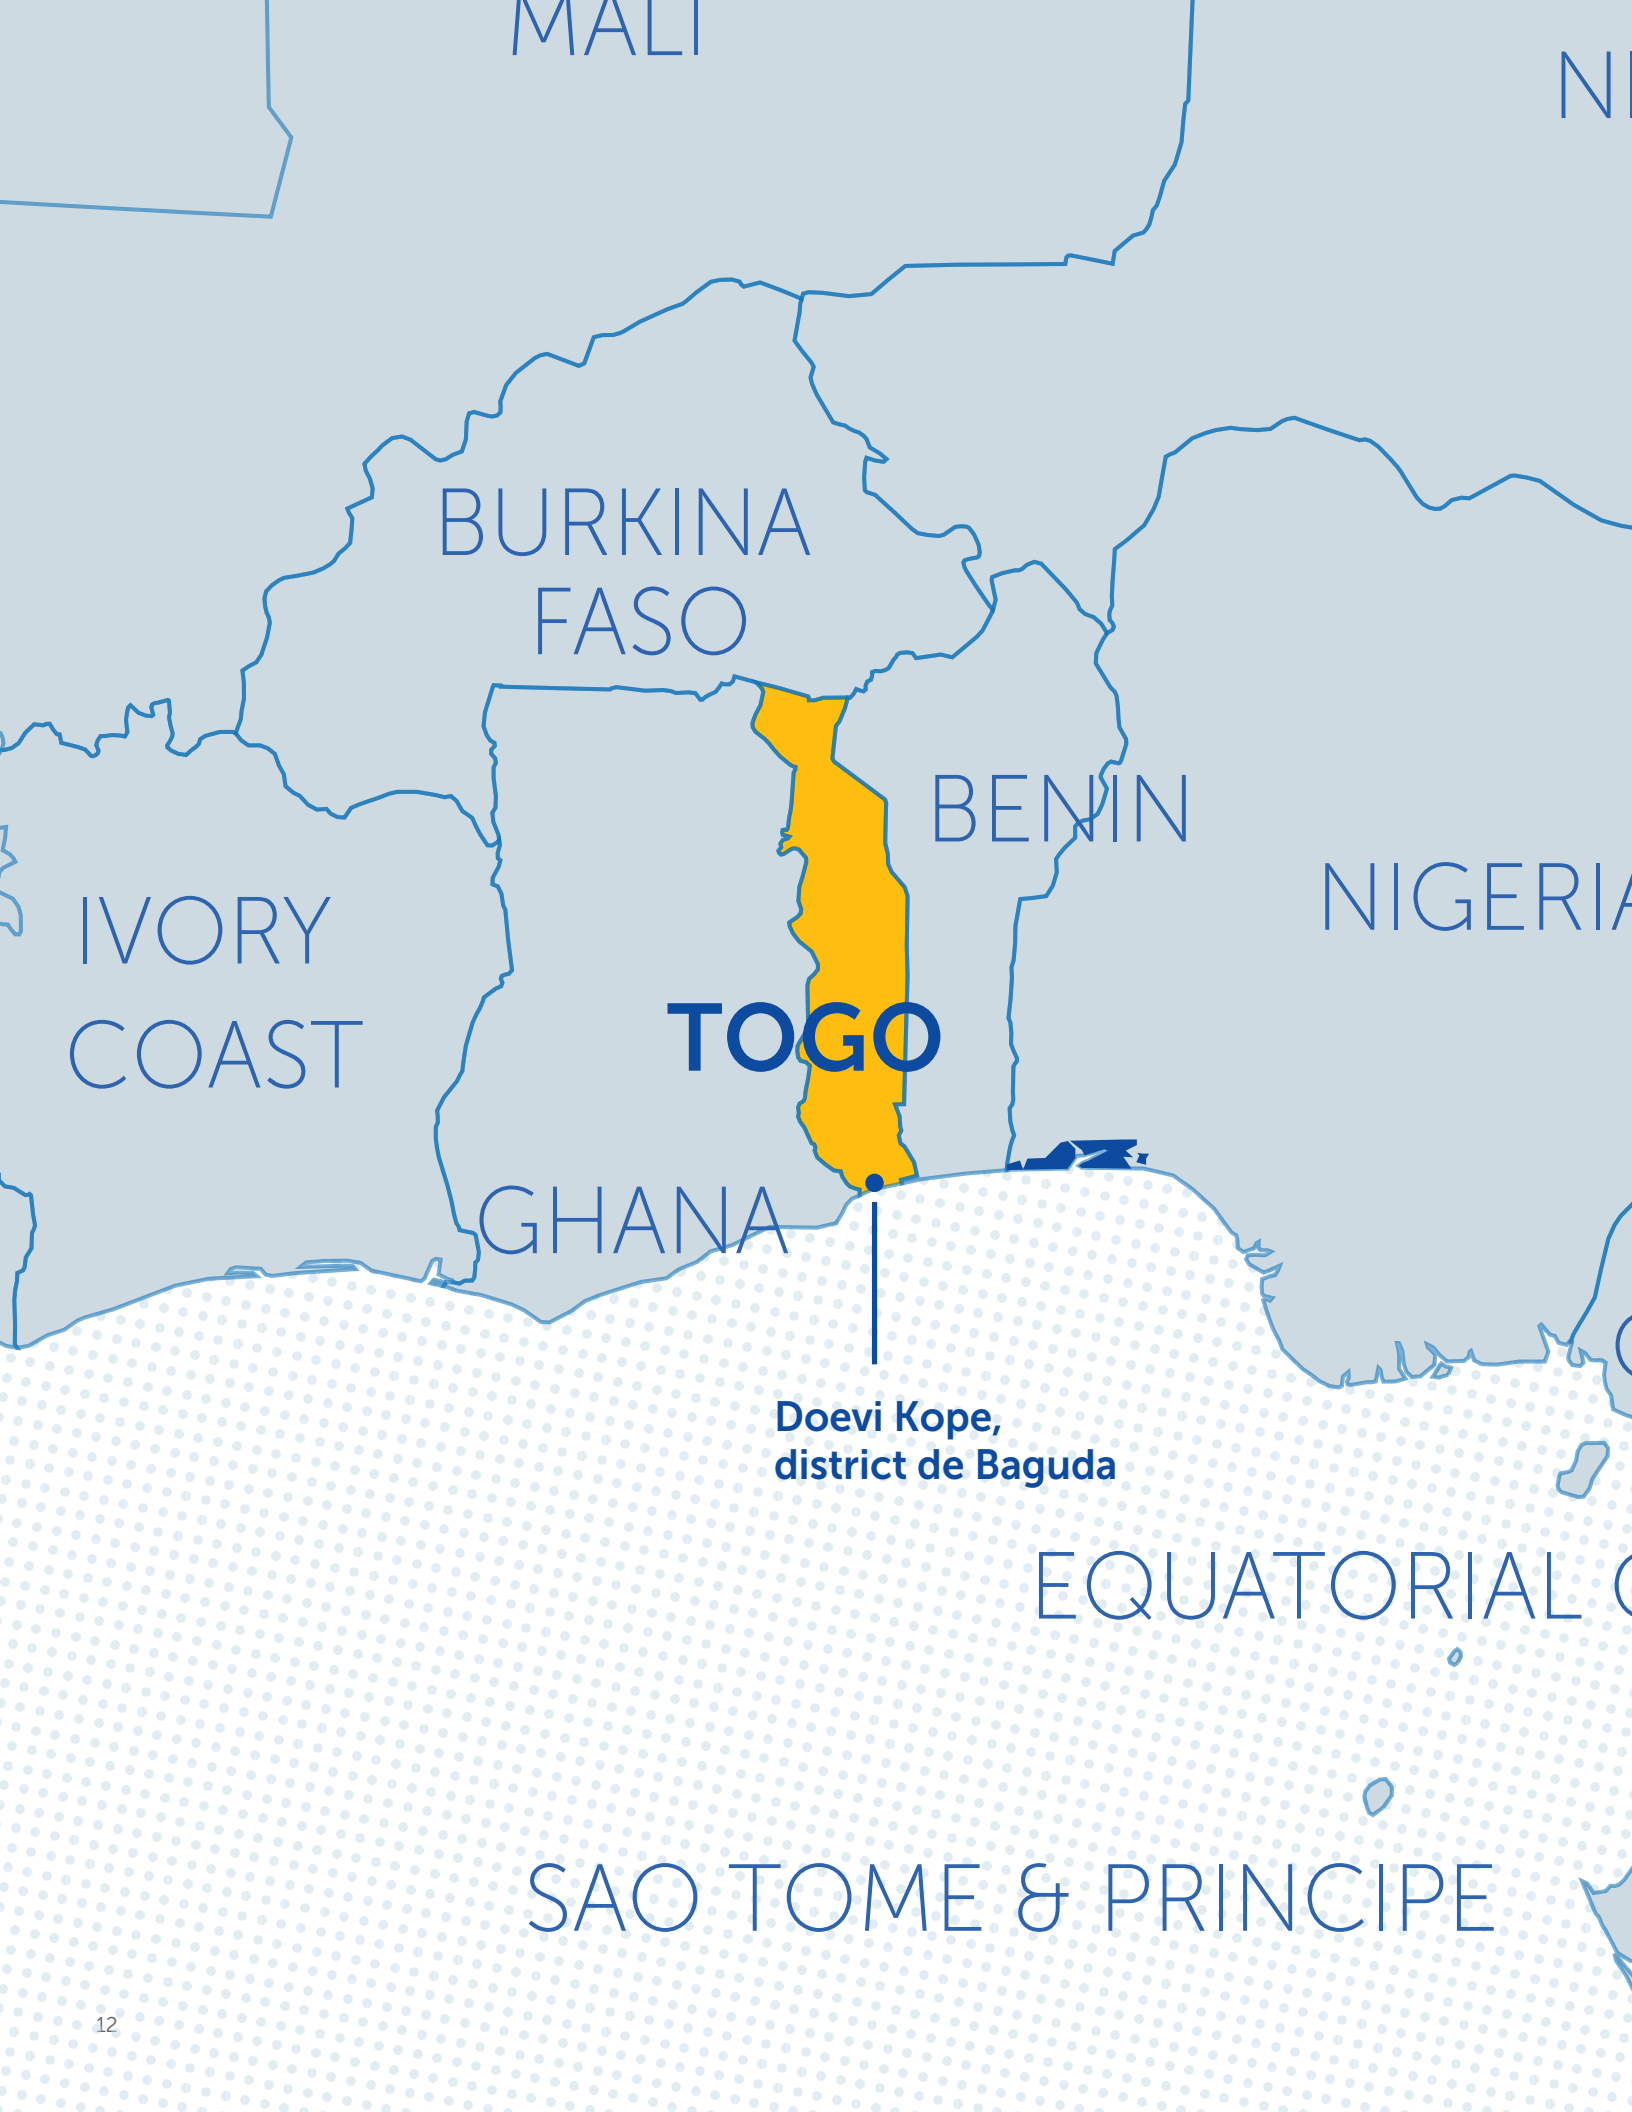 MALI
NI
BURKINA
FASO
BENIN
NIGERIA
IVORY
COAST
TOGO
GHANA
Doevi Kope,
district de Baguda
EQUATORIAL
SAO TOME & PRINCIPE
12